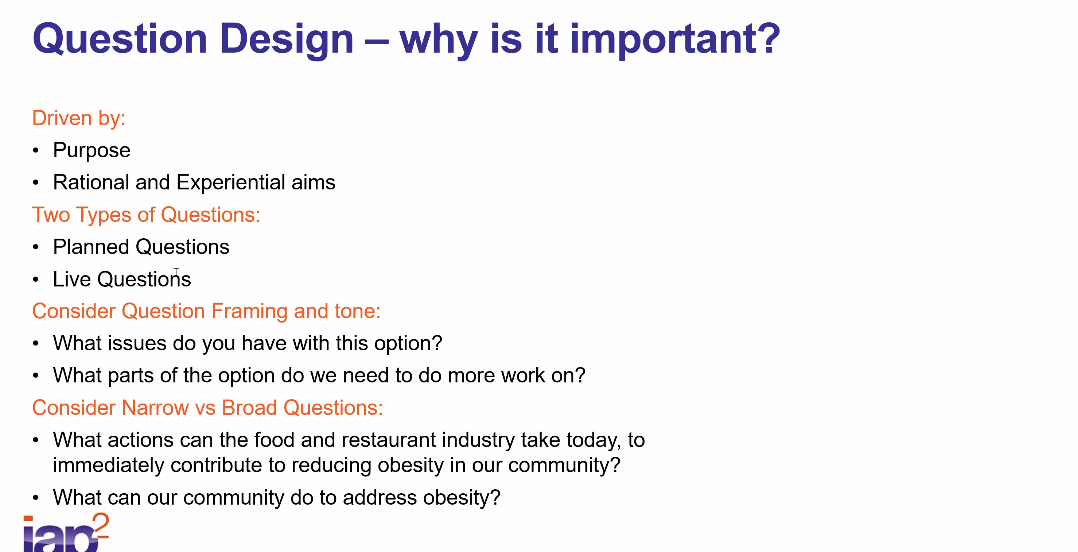 Question Design – why is it important?
Driven by:
• Purpose
• Rational and Experiential aims
Two Types of Questions:
• Planned Questions
• Live Questions
Consider Question Framing and tone:
• What issues do you have with this option?
• What parts of the option do we need to do more work on?
Consider Narrow vs Broad Questions:
• What actions can the food and restaurant industry take today, to
immediately contribute to reducing obesity in our community?
• What can our community do to address obesity?
iap2